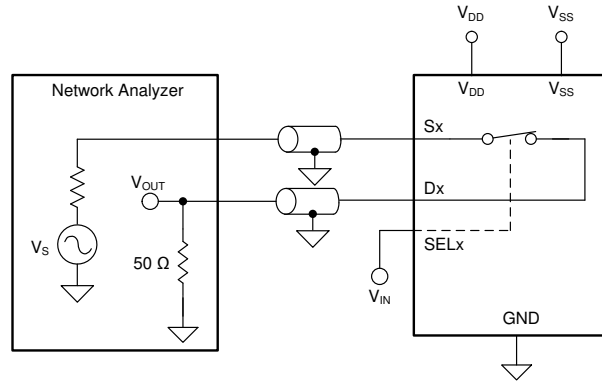 V_DD V_SS
V_DD V_SS
Network Analyzer
Sx
V_OUT
Dx
V_S
50 Ω
SELx
V_IN
GND